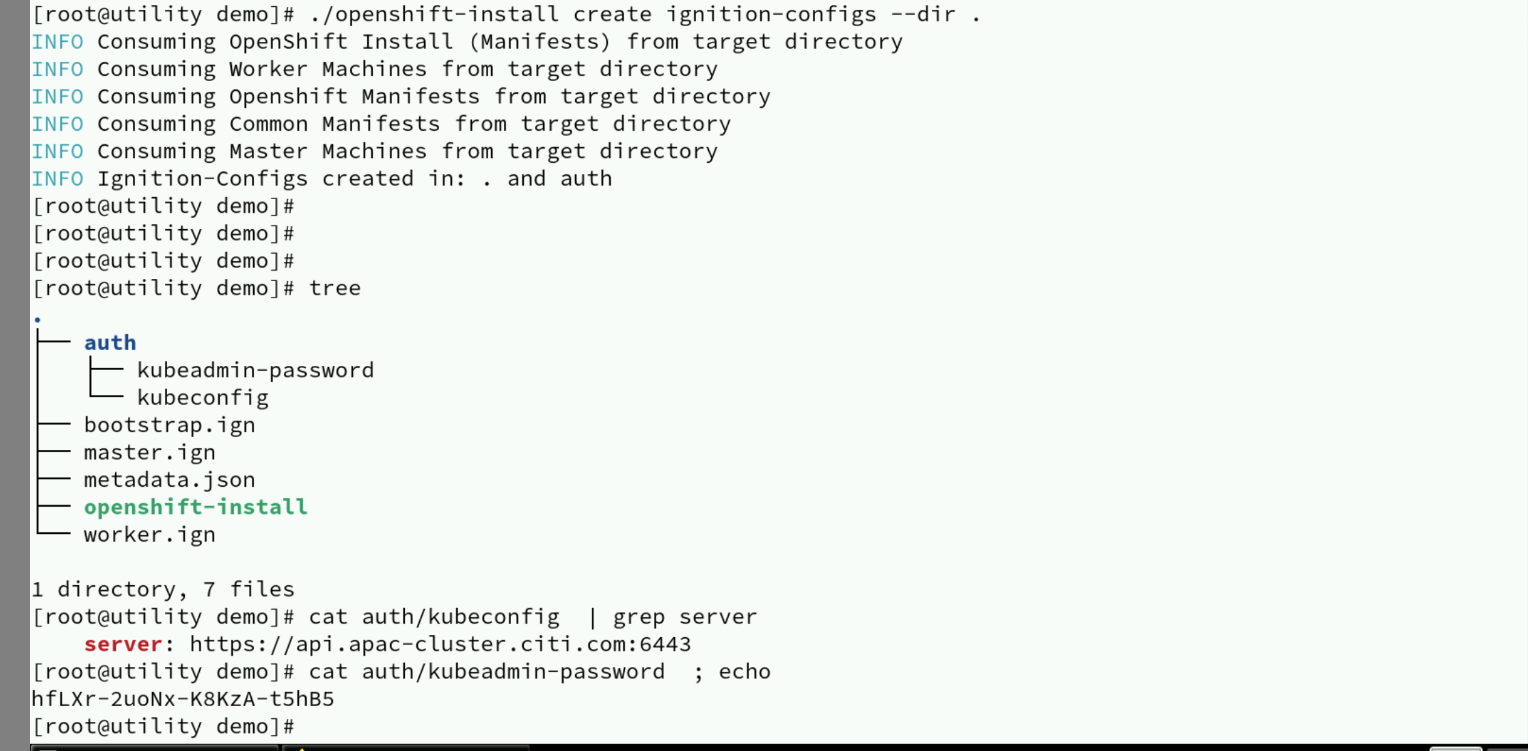 [root@utility demo]# ./openshift-install create ignition-configs --dir .
INFO Consuming OpenShift Install (Manifests) from target directory
INFO Consuming Worker Machines from target directory
INFO Consuming Openshift Manifests from target directory
INFO Consuming Common Manifests from target directory
INFO Consuming Master Machines from target directory
INFO Ignition-Configs created in: . and auth
[root@utility demo]#
[root@utility demo]#
[root@utility demo]#
[root@utility demo]# tree
.
├── auth
│   ├── kubeadmin-password
│   └── kubeconfig
├── bootstrap.ign
├── master.ign
├── metadata.json
├── openshift-install
└── worker.ign
1 directory, 7 files
[root@utility demo]# cat auth/kubeconfig  | grep server
    server: https://api.apac-cluster.citi.com:6443
[root@utility demo]# cat auth/kubeadmin-password  ; echo
hfLXr-2uoNx-K8KzA-t5hB5
[root@utility demo]#